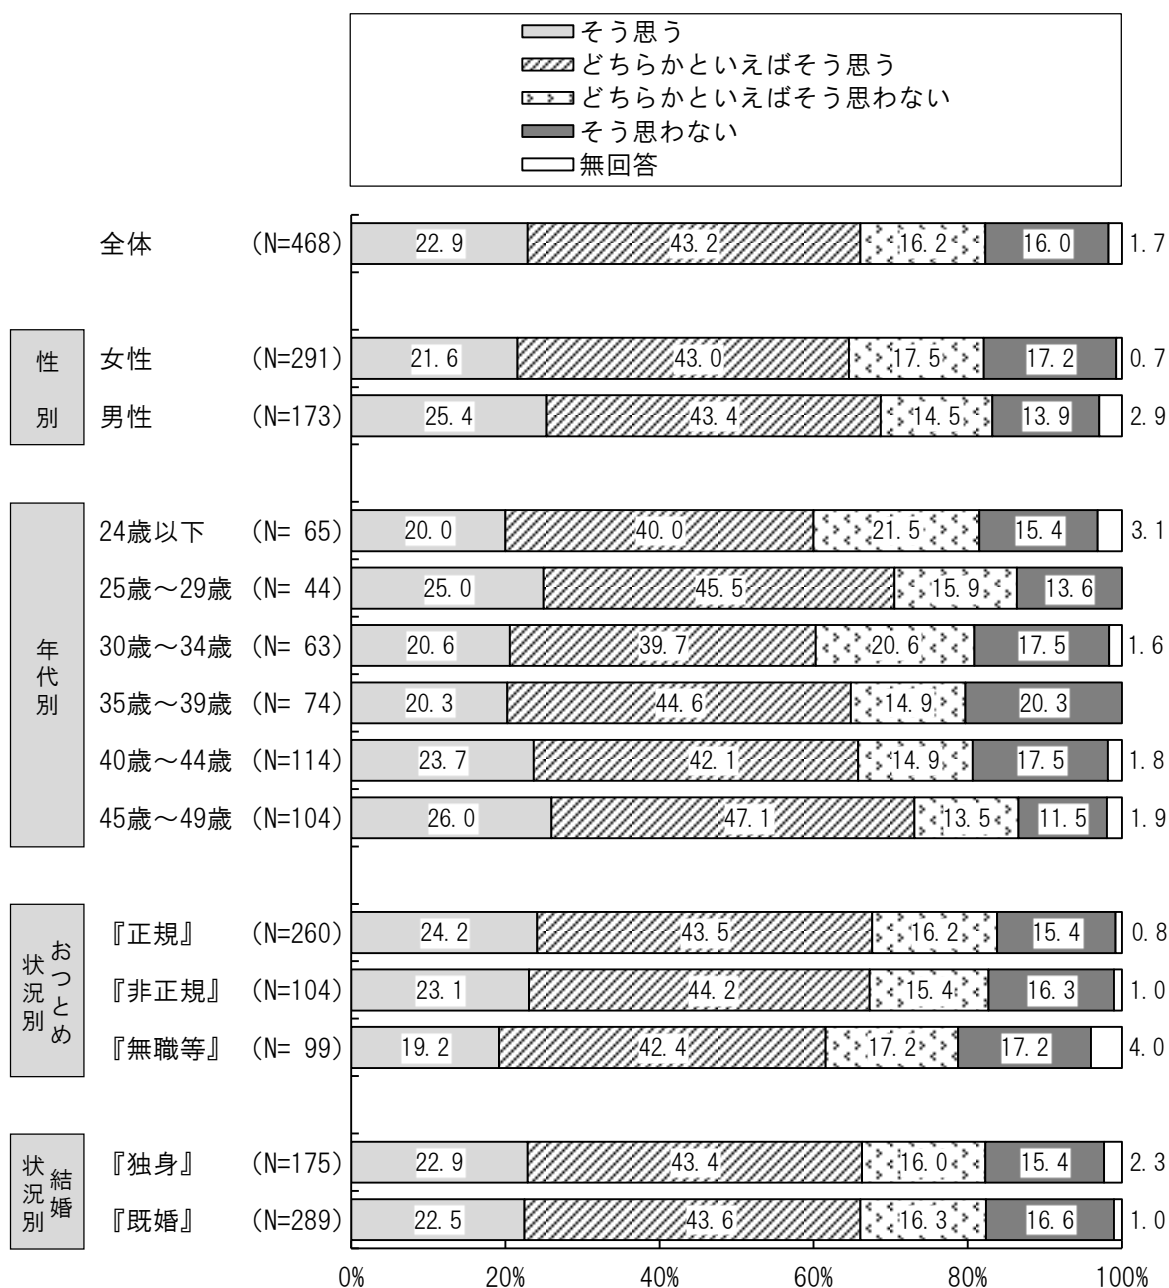 そう思う
どちらかといえばそう思う
どちらかといえばそう思わない
そう思わない
無回答
全体 (N=468) 22.9 43.2 16.2 16.0 1.7
性別
女性 (N=291) 21.6 43.0 17.5 17.2 0.7
男性 (N=173) 25.4 43.4 14.5 13.9 2.9
年代別
24歳以下 (N= 65) 20.0 40.0 21.5 15.4 3.1
25歳～29歳 (N= 44) 25.0 45.5 15.9 13.6
30歳～34歳 (N= 63) 20.6 39.7 20.6 17.5 1.6
35歳～39歳 (N= 74) 20.3 44.6 14.9 20.3
40歳～44歳 (N=114) 23.7 42.1 14.9 17.5 1.8
45歳～49歳 (N=104) 26.0 47.1 13.5 11.5 1.9
おつとめ
状況別
『正規』 (N=260) 24.2 43.5 16.2 15.4 0.8
『非正規』 (N=104) 23.1 44.2 15.4 16.3 1.0
『無職等』 (N= 99) 19.2 42.4 17.2 17.2 4.0
結婚
状況別
『独身』 (N=175) 22.9 43.4 16.0 15.4 2.3
『既婚』 (N=289) 22.5 43.6 16.3 16.6 1.0
0% 20% 40% 60% 80% 100%